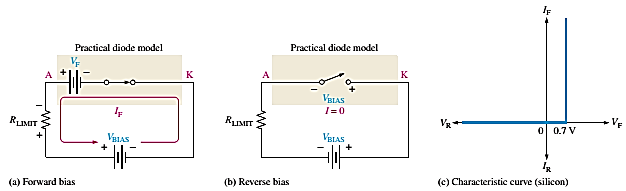 Practical diode model
V_F
+ −
A K
I_F
−
R_LIMIT
+
V_BIAS
+ −
(a) Forward bias
Practical diode model
A K
− +
V_BIAS
I = 0
R_LIMIT
V_BIAS
− +
(b) Reverse bias
I_F
V_R V_F
0 0.7 V
I_R
(c) Characteristic curve (silicon)